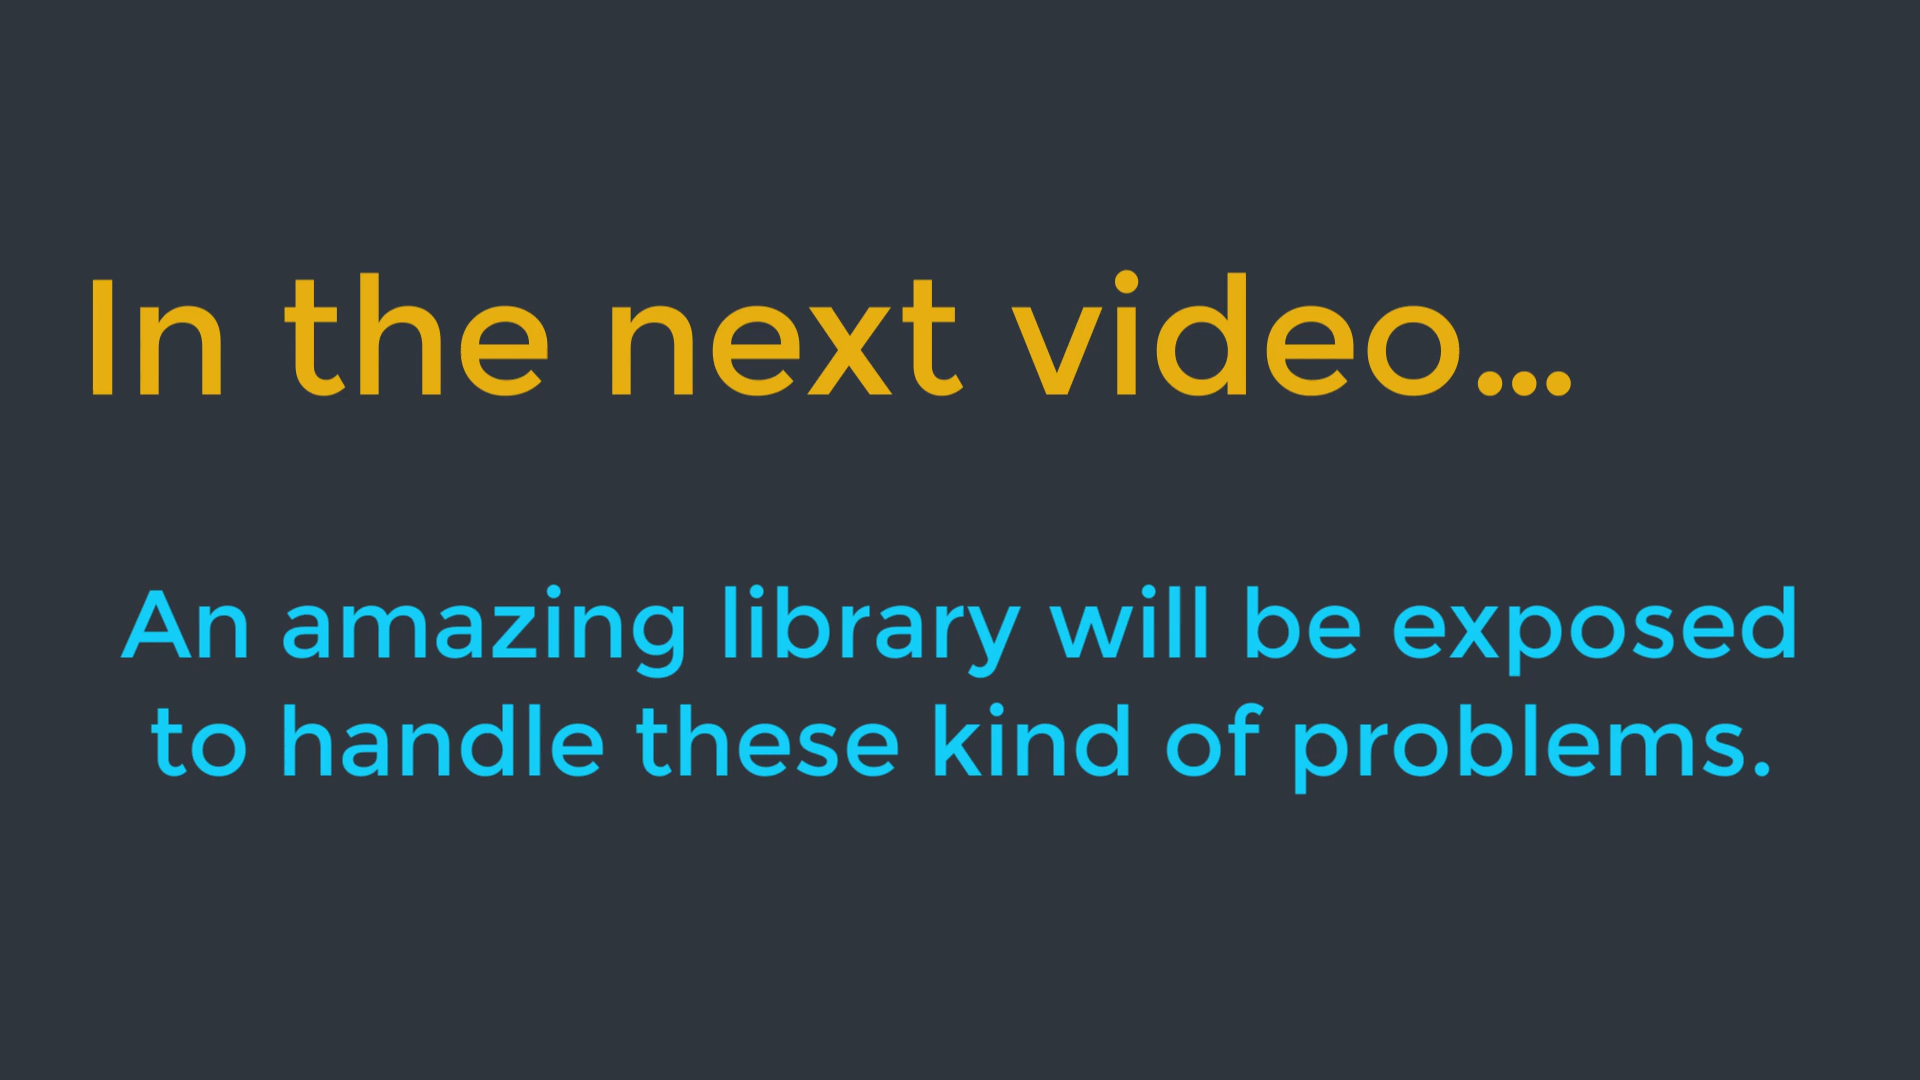 In the next video...
An amazing library will be exposed
to handle these kind of problems.